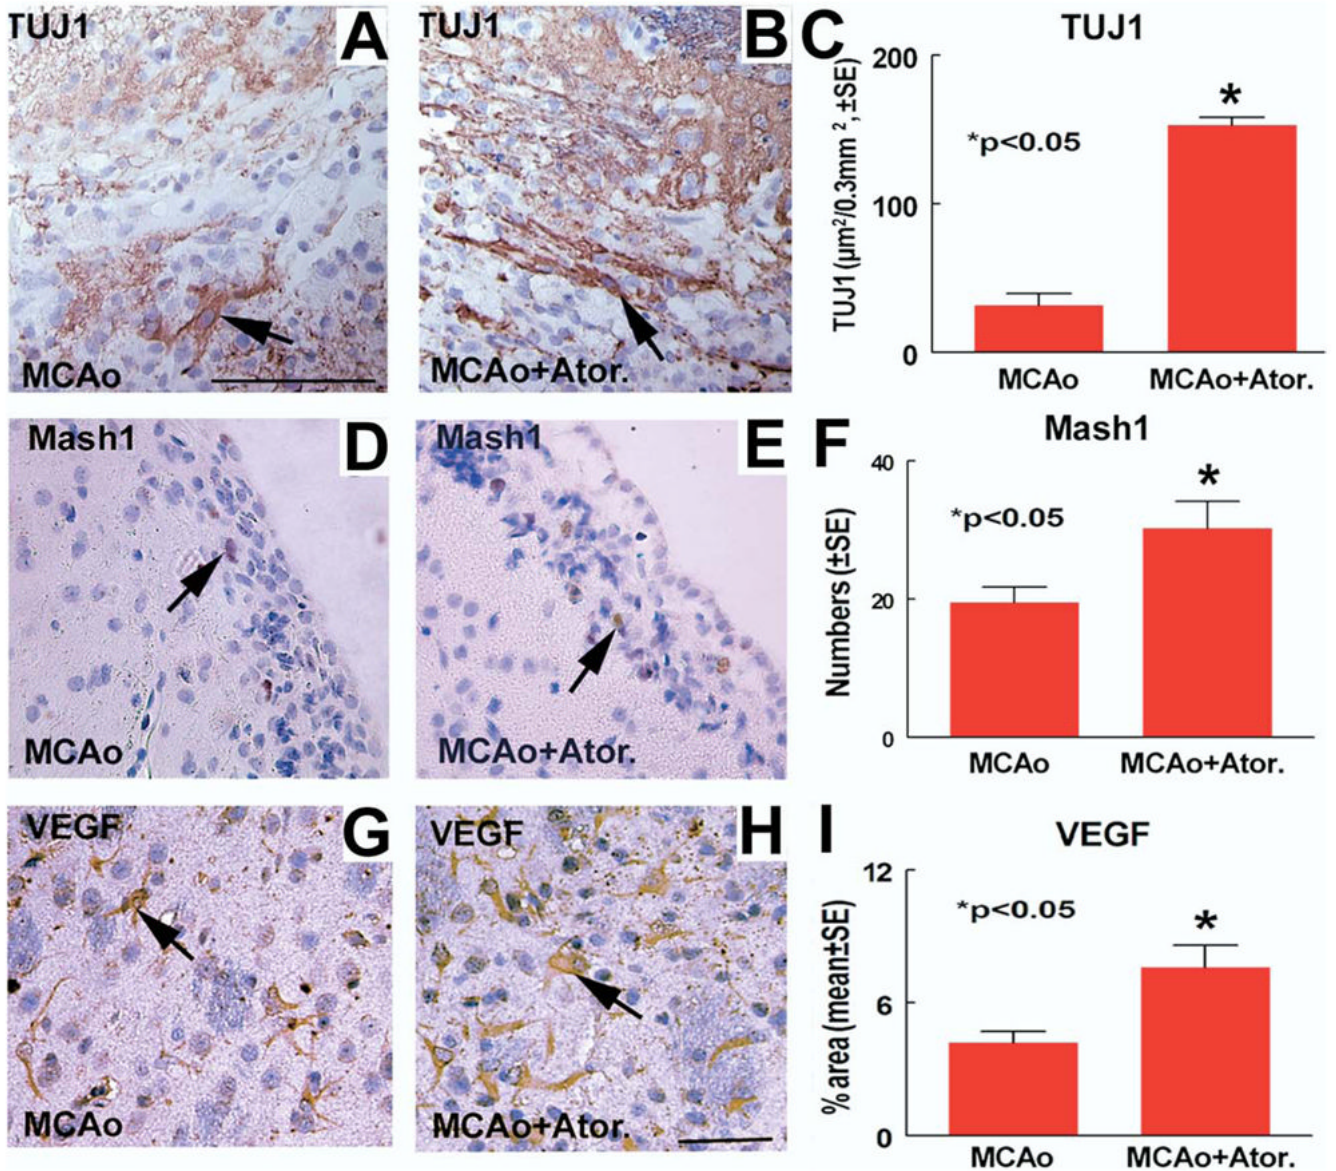 TUJ1 A
MCAo
TUJ1 B
MCAo+Ator.
C TUJ1
TUJ1 (µm²/0.3mm ², ±SE)
200
100
0
*
*p<0.05
MCAo MCAo+Ator.
Mash1 D
MCAo
Mash1 E
MCAo+Ator.
F Mash1
Numbers (±SE)
40
20
0
*
*p<0.05
MCAo MCAo+Ator.
VEGF G
MCAo
VEGF H
MCAo+Ator.
I VEGF
% area (mean±SE)
12
6
0
*
*p<0.05
MCAo MCAo+Ator.